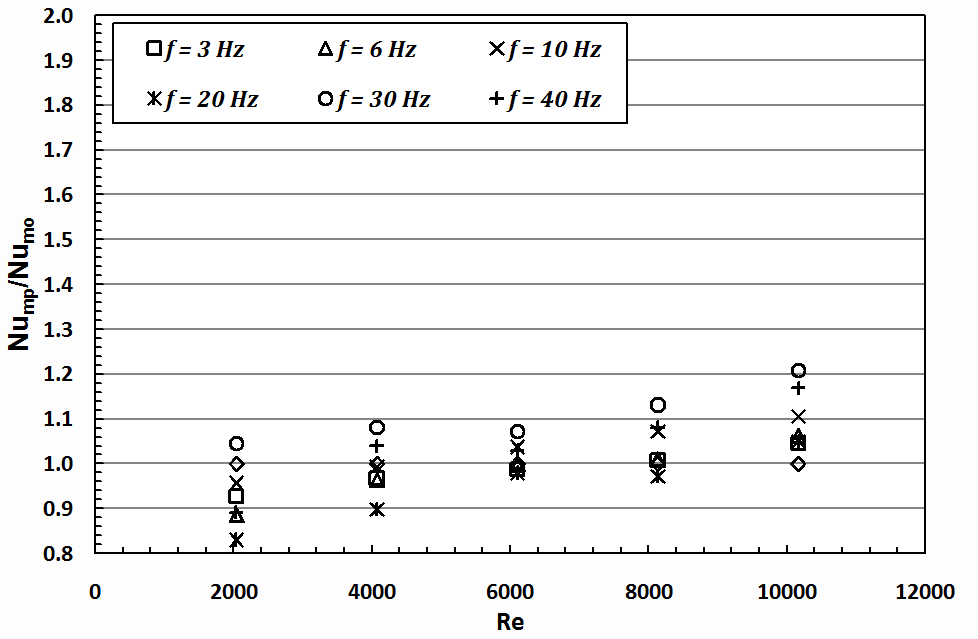 2.0
1.9
1.8
1.7
1.6
1.5
1.4
1.3
1.2
1.1
1.0
0.9
0.8
f = 3 Hz f = 6 Hz f = 10 Hz
f = 20 Hz f = 30 Hz f = 40 Hz
Nump/Numo
0 2000 4000 6000 8000 10000 12000
Re